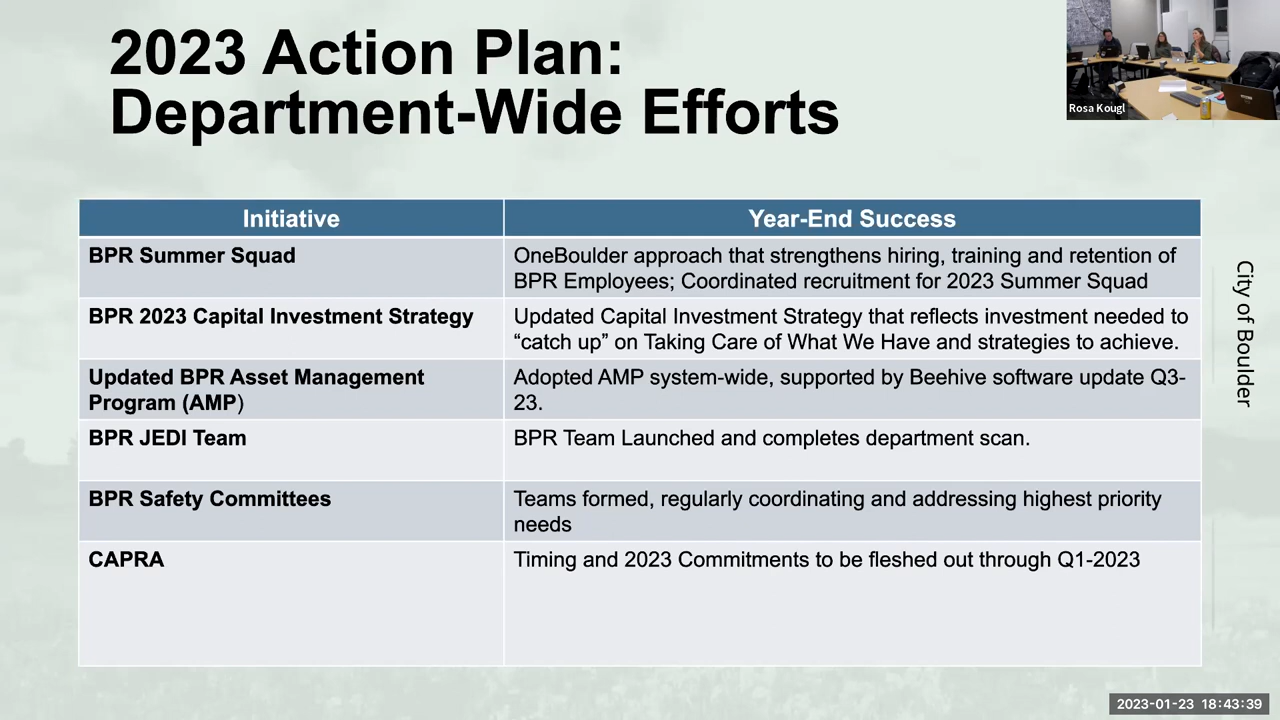 2023 Action Plan:
Department-Wide Efforts
Rosa Kougl
Initiative
Year-End Success
BPR Summer Squad
OneBoulder approach that strengthens hiring, training and retention of
BPR Employees; Coordinated recruitment for 2023 Summer Squad
BPR 2023 Capital Investment Strategy
Updated Capital Investment Strategy that reflects investment needed to
“catch up” on Taking Care of What We Have and strategies to achieve.
Updated BPR Asset Management
Program (AMP)
Adopted AMP system-wide, supported by Beehive software update Q3-
23.
BPR JEDI Team
BPR Team Launched and completes department scan.
BPR Safety Committees
Teams formed, regularly coordinating and addressing highest priority
needs
CAPRA
Timing and 2023 Commitments to be fleshed out through Q1-2023
City of Boulder
2023-01-23 18:43:39